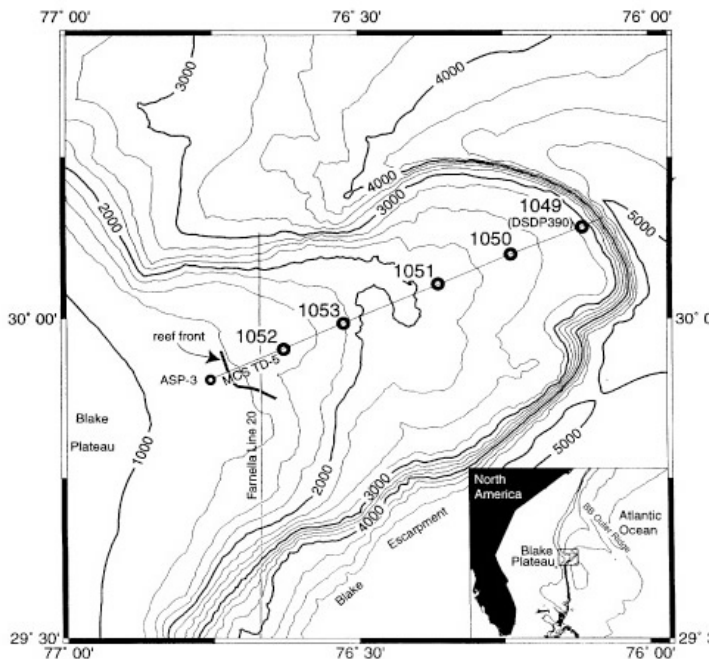 77° 00'
76° 30'
76° 00'
3000
4000
4000
3000
2000
1049
(DSDP390)
5000
1050
1051
30° 00'
30° 00'
1053
1052
reef front
MCS TD-5
ASP-3
Blake
Plateau
1000
Farnella Line 20
2000
3000
4000
5000
Escarpment
Blake
North
America
BB Outer Ridge
Atlantic
Ocean
Blake
Plateau
29° 30'
29° 30'
77° 00'
76° 30'
76° 00'